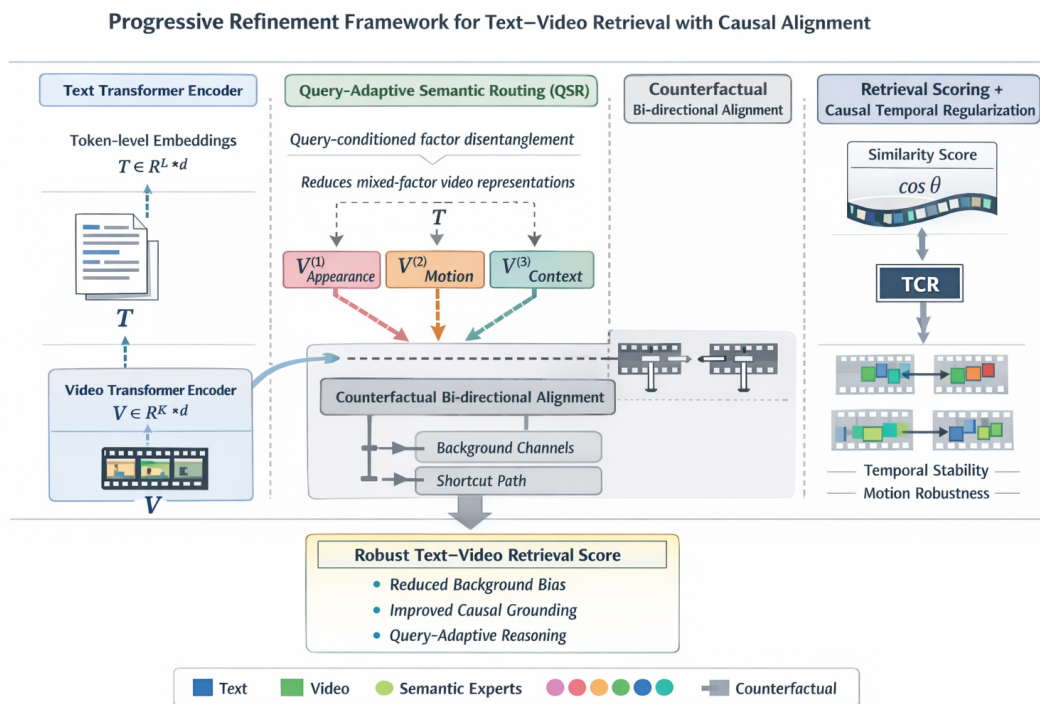 Progressive Refinement Framework for Text–Video Retrieval with Causal Alignment
Text Transformer Encoder
Token-level Embeddings
T ∈ R^L *d
T
Video Transformer Encoder
V ∈ R^K *d
V
Query-Adaptive Semantic Routing (QSR)
Query-conditioned factor disentanglement
Reduces mixed-factor video representations
T
V^(1) Appearance
V^(2) Motion
V^(3) Context
Counterfactual Bi-directional Alignment
Background Channels
Shortcut Path
Counterfactual
Bi-directional Alignment
Retrieval Scoring +
Causal Temporal Regularization
Similarity Score
cos θ
TCR
Temporal Stability
Motion Robustness
Robust Text–Video Retrieval Score
• Reduced Background Bias
• Improved Causal Grounding
• Query-Adaptive Reasoning
Text Video Semantic Experts Counterfactual